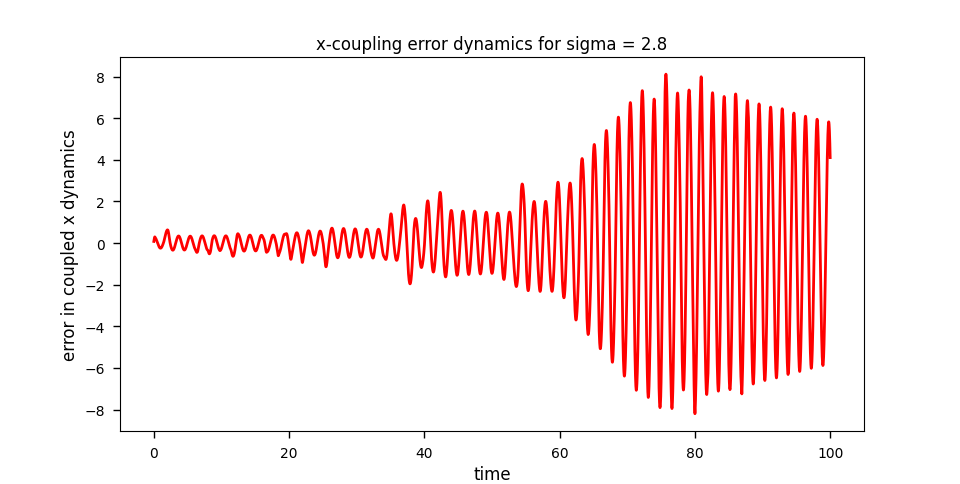 x-coupling error dynamics for sigma = 2.8
error in coupled x dynamics
8
6
4
2
0
−2
−4
−6
−8
0 20 40 60 80 100
time